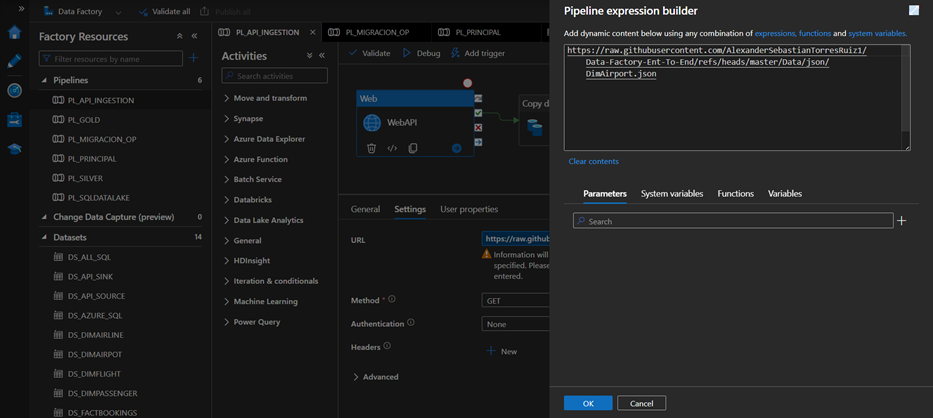 »
Data Factory
Validate all
Publish all
Factory Resources
Filter resources by name
Pipelines 6
PL_API_INGESTION
PL_GOLD
PL_MIGRACION_OP
PL_PRINCIPAL
PL_SILVER
PL_SQLDATALAKE
Change Data Capture (preview) 0
Datasets 14
DS_ALL_SQL
DS_API_SINK
DS_API_SOURCE
DS_AZURE_SQL
DS_DIMAIRLINE
DS_DIMAIRPOT
DS_DIMFLIGHT
DS_DIMPASSENGER
DS_FACTBOOKINGS
PL_API_INGESTION
PL_MIGRACION_OP
PL_PRINCIPAL
Activities
Search activities
Move and transform
Synapse
Azure Data Explorer
Azure Function
Batch Service
Databricks
Data Lake Analytics
General
HDInsight
Iteration & conditionals
Machine Learning
Power Query
Validate
Debug
Add trigger
Web
WebAPI
Copy d
General
Settings
User properties
URL
https://raw.github
Information will
specified. Please
entered.
Method *
GET
Authentication
None
Headers
New
Advanced
Pipeline expression builder
Add dynamic content below using any combination of expressions, functions and system variables.
https://raw.githubusercontent.com/AlexanderSebastianTorresRuiz1/
Data-Factory-Ent-To-End/refs/heads/master/Data/json/
DimAirport.json
Clear contents
Parameters
System variables
Functions
Variables
Search
OK
Cancel